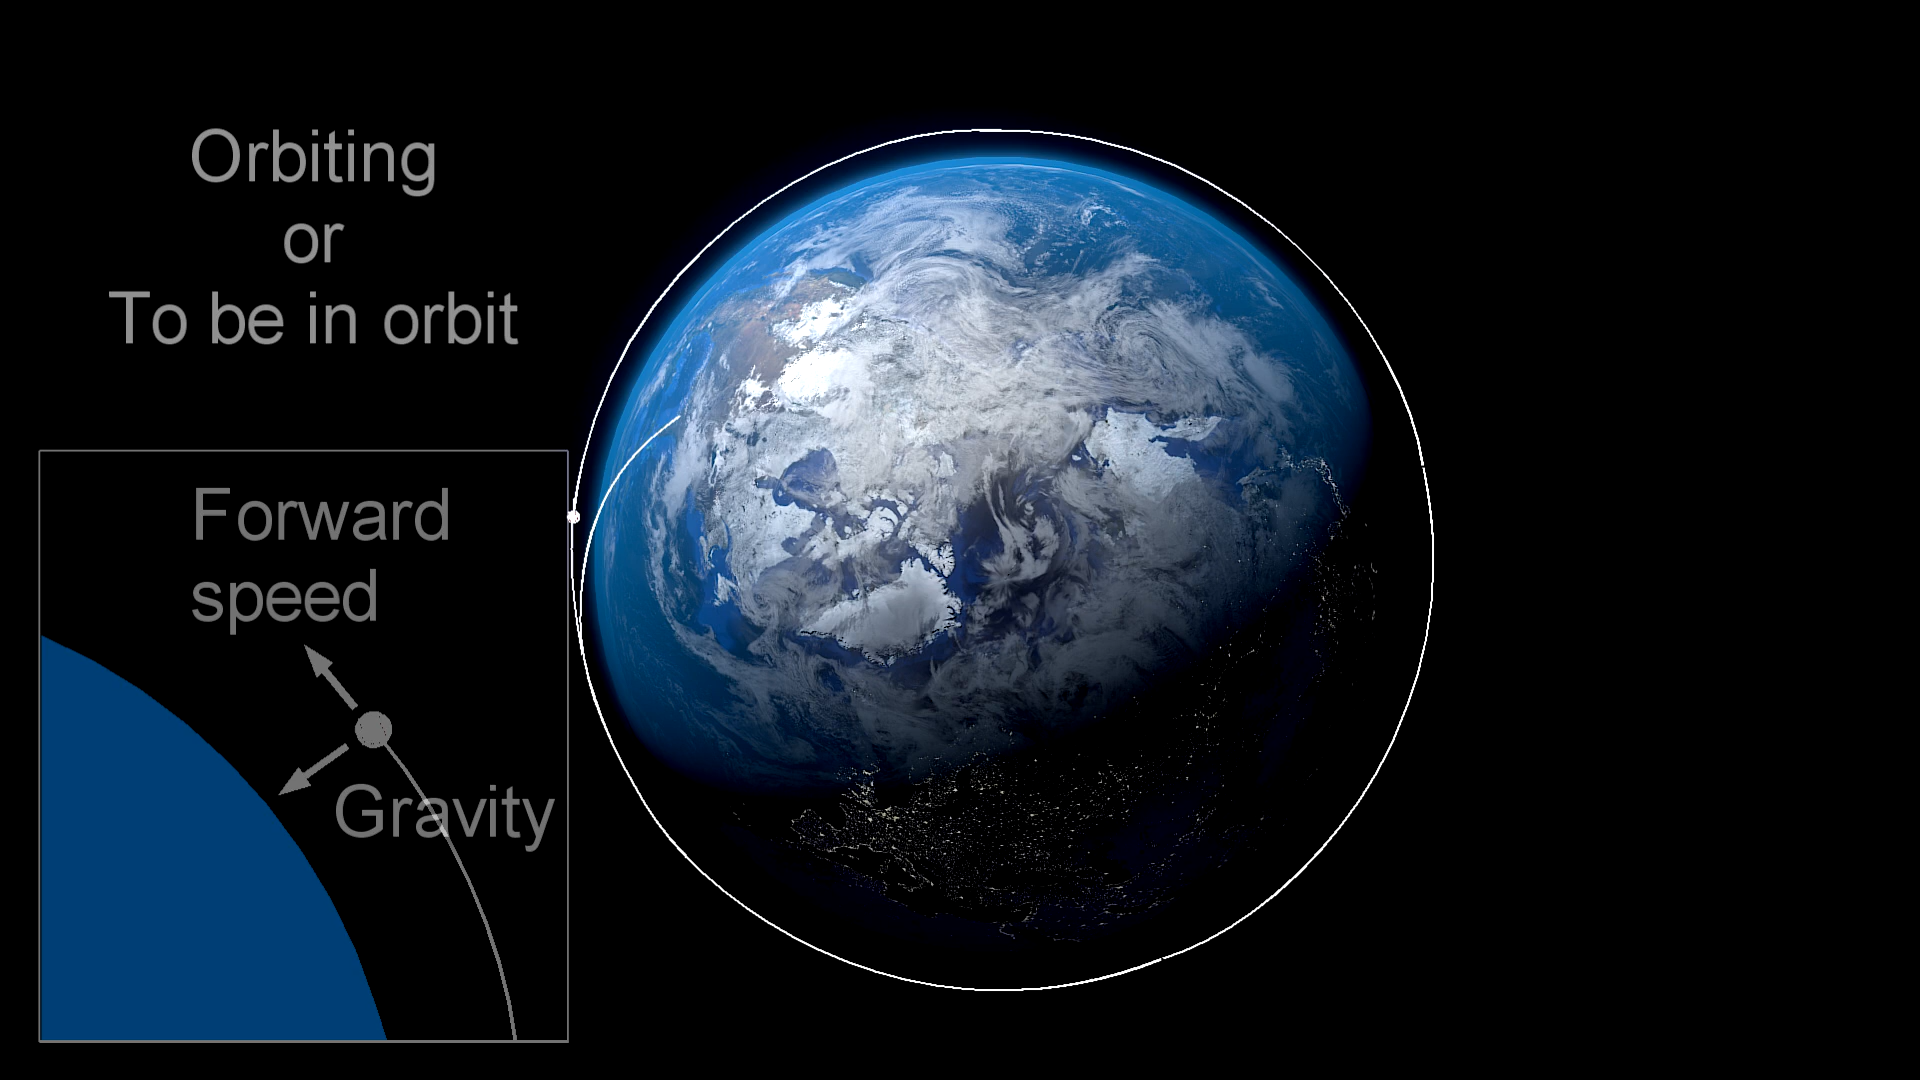 Orbiting
or
To be in orbit
Forward
speed
Gravity